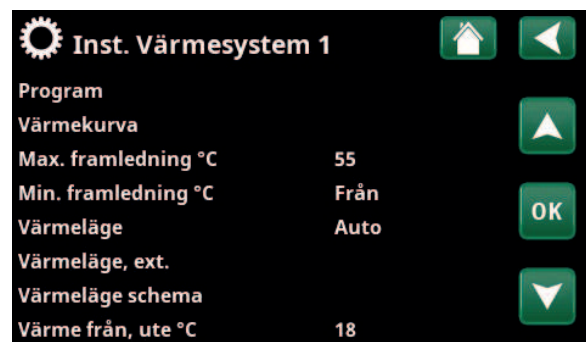 Inst. Värmesystem 1
Program
Värmekurva
Max. framledning °C 55
Min. framledning °C Från
Värmeläge Auto
OK
Värmeläge, ext.
Värmeläge schema
Värme från, ute °C 18